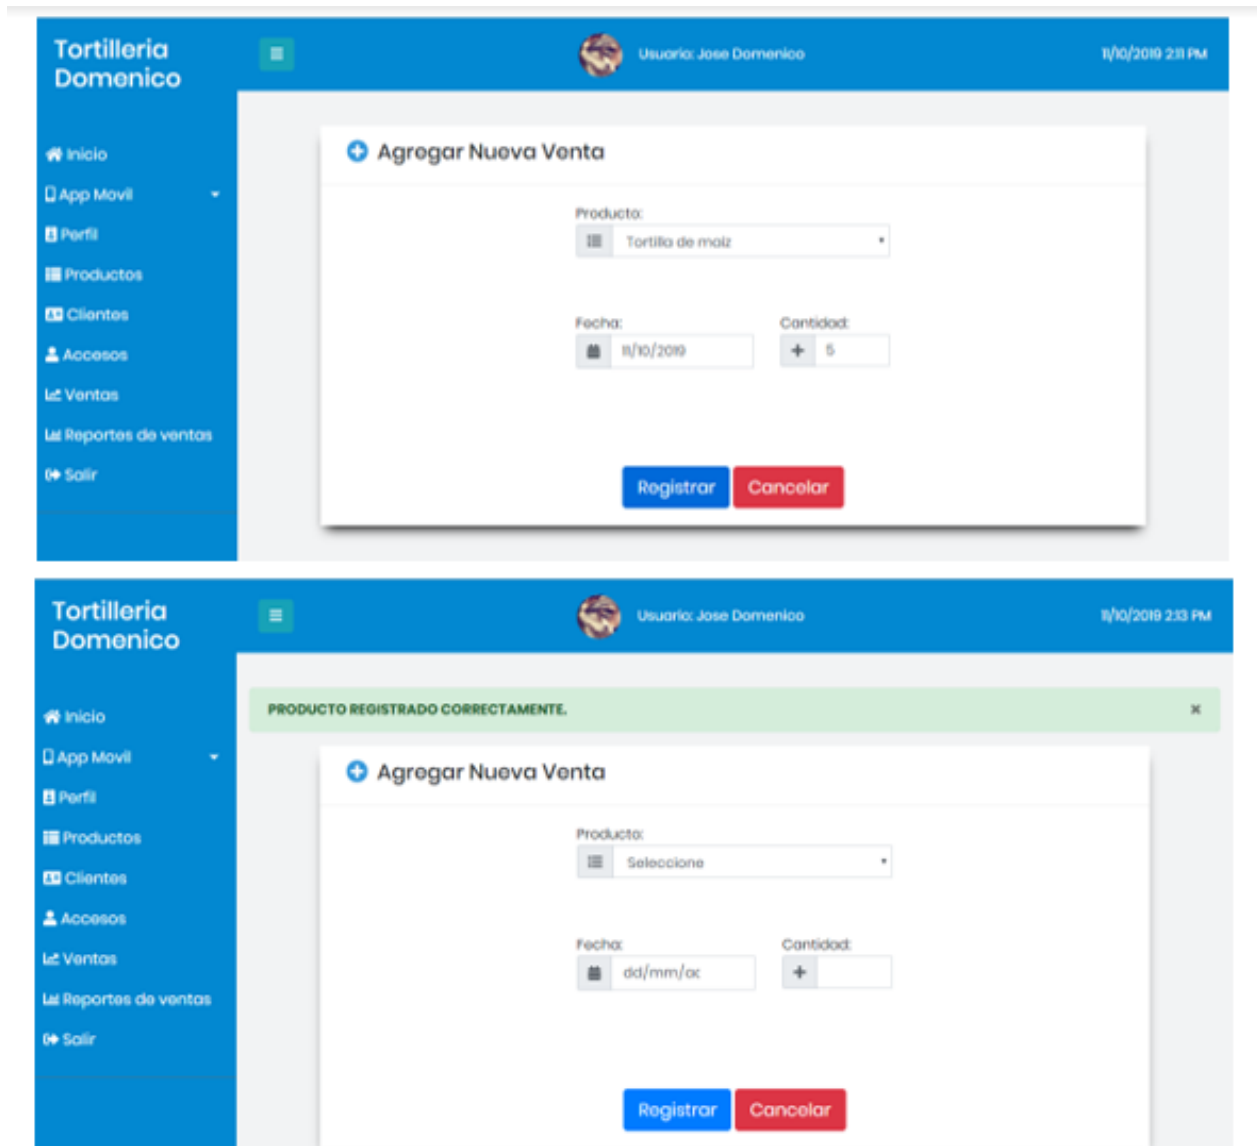 Tortilleria
Domenico
Usuario: Jose Domenico
11/10/2019 2:11 PM
Inicio
App Movil
Perfil
Productos
Clientes
Accesos
Ventas
Reportes de ventas
Salir
Agregar Nueva Venta
Producto:
Tortilla de maiz
Fecha:
Cantidad:
11/10/2019
5
Registrar
Cancelar
Tortilleria
Domenico
Usuario: Jose Domenico
11/10/2019 2:13 PM
Inicio
App Movil
Perfil
Productos
Clientes
Accesos
Ventas
Reportes de ventas
Salir
PRODUCTO REGISTRADO CORRECTAMENTE.
Agregar Nueva Venta
Producto:
Seleccione
Fecha:
Cantidad:
dd/mm/aa
Registrar
Cancelar